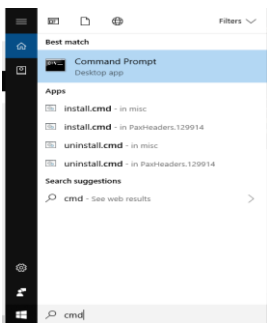 Filters
Best match
Command Prompt
Desktop app
Apps
install.cmd - in misc
install.cmd - in PaxHeaders.129914
uninstall.cmd - in misc
uninstall.cmd - in PaxHeaders.129914
Search suggestions
cmd - See web results
cmd